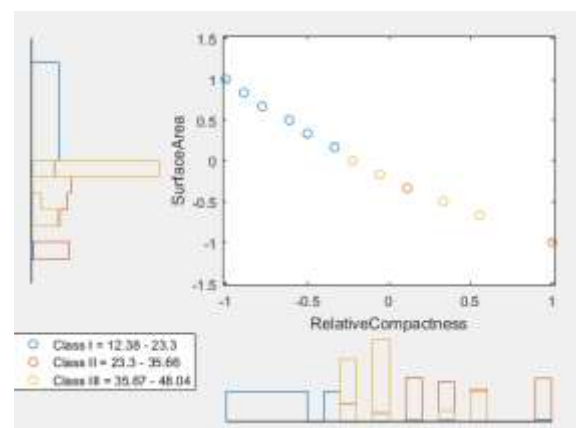 1.5
1
0.5
0
-0.5
-1
-1.5
SurfaceArea
-1 -0.5 0 0.5 1
RelativeCompactness
Class I = 12.38 - 23.3
Class II = 23.3 - 35.66
Class III = 35.67 - 48.04